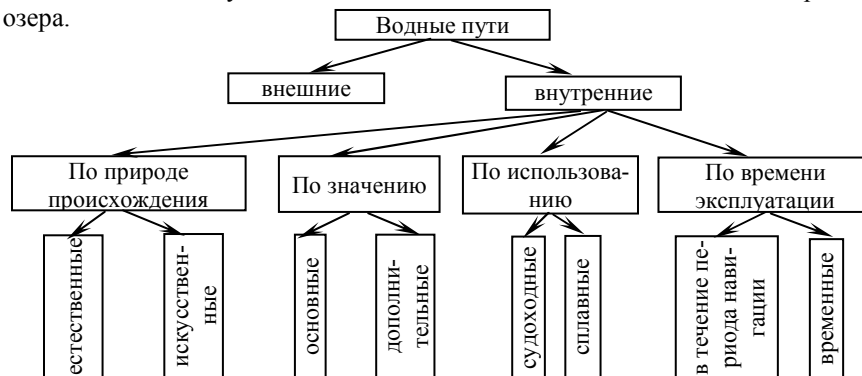 озера.
Водные пути
внешние
внутренние
По природе
происхождения
По значению
По использова-
нию
По времени
эксплуатации
естественные
искусствен-
ные
основные
дополни-
тельные
судоходные
сплавные
в течение пе-
риода нави-
гации
временные